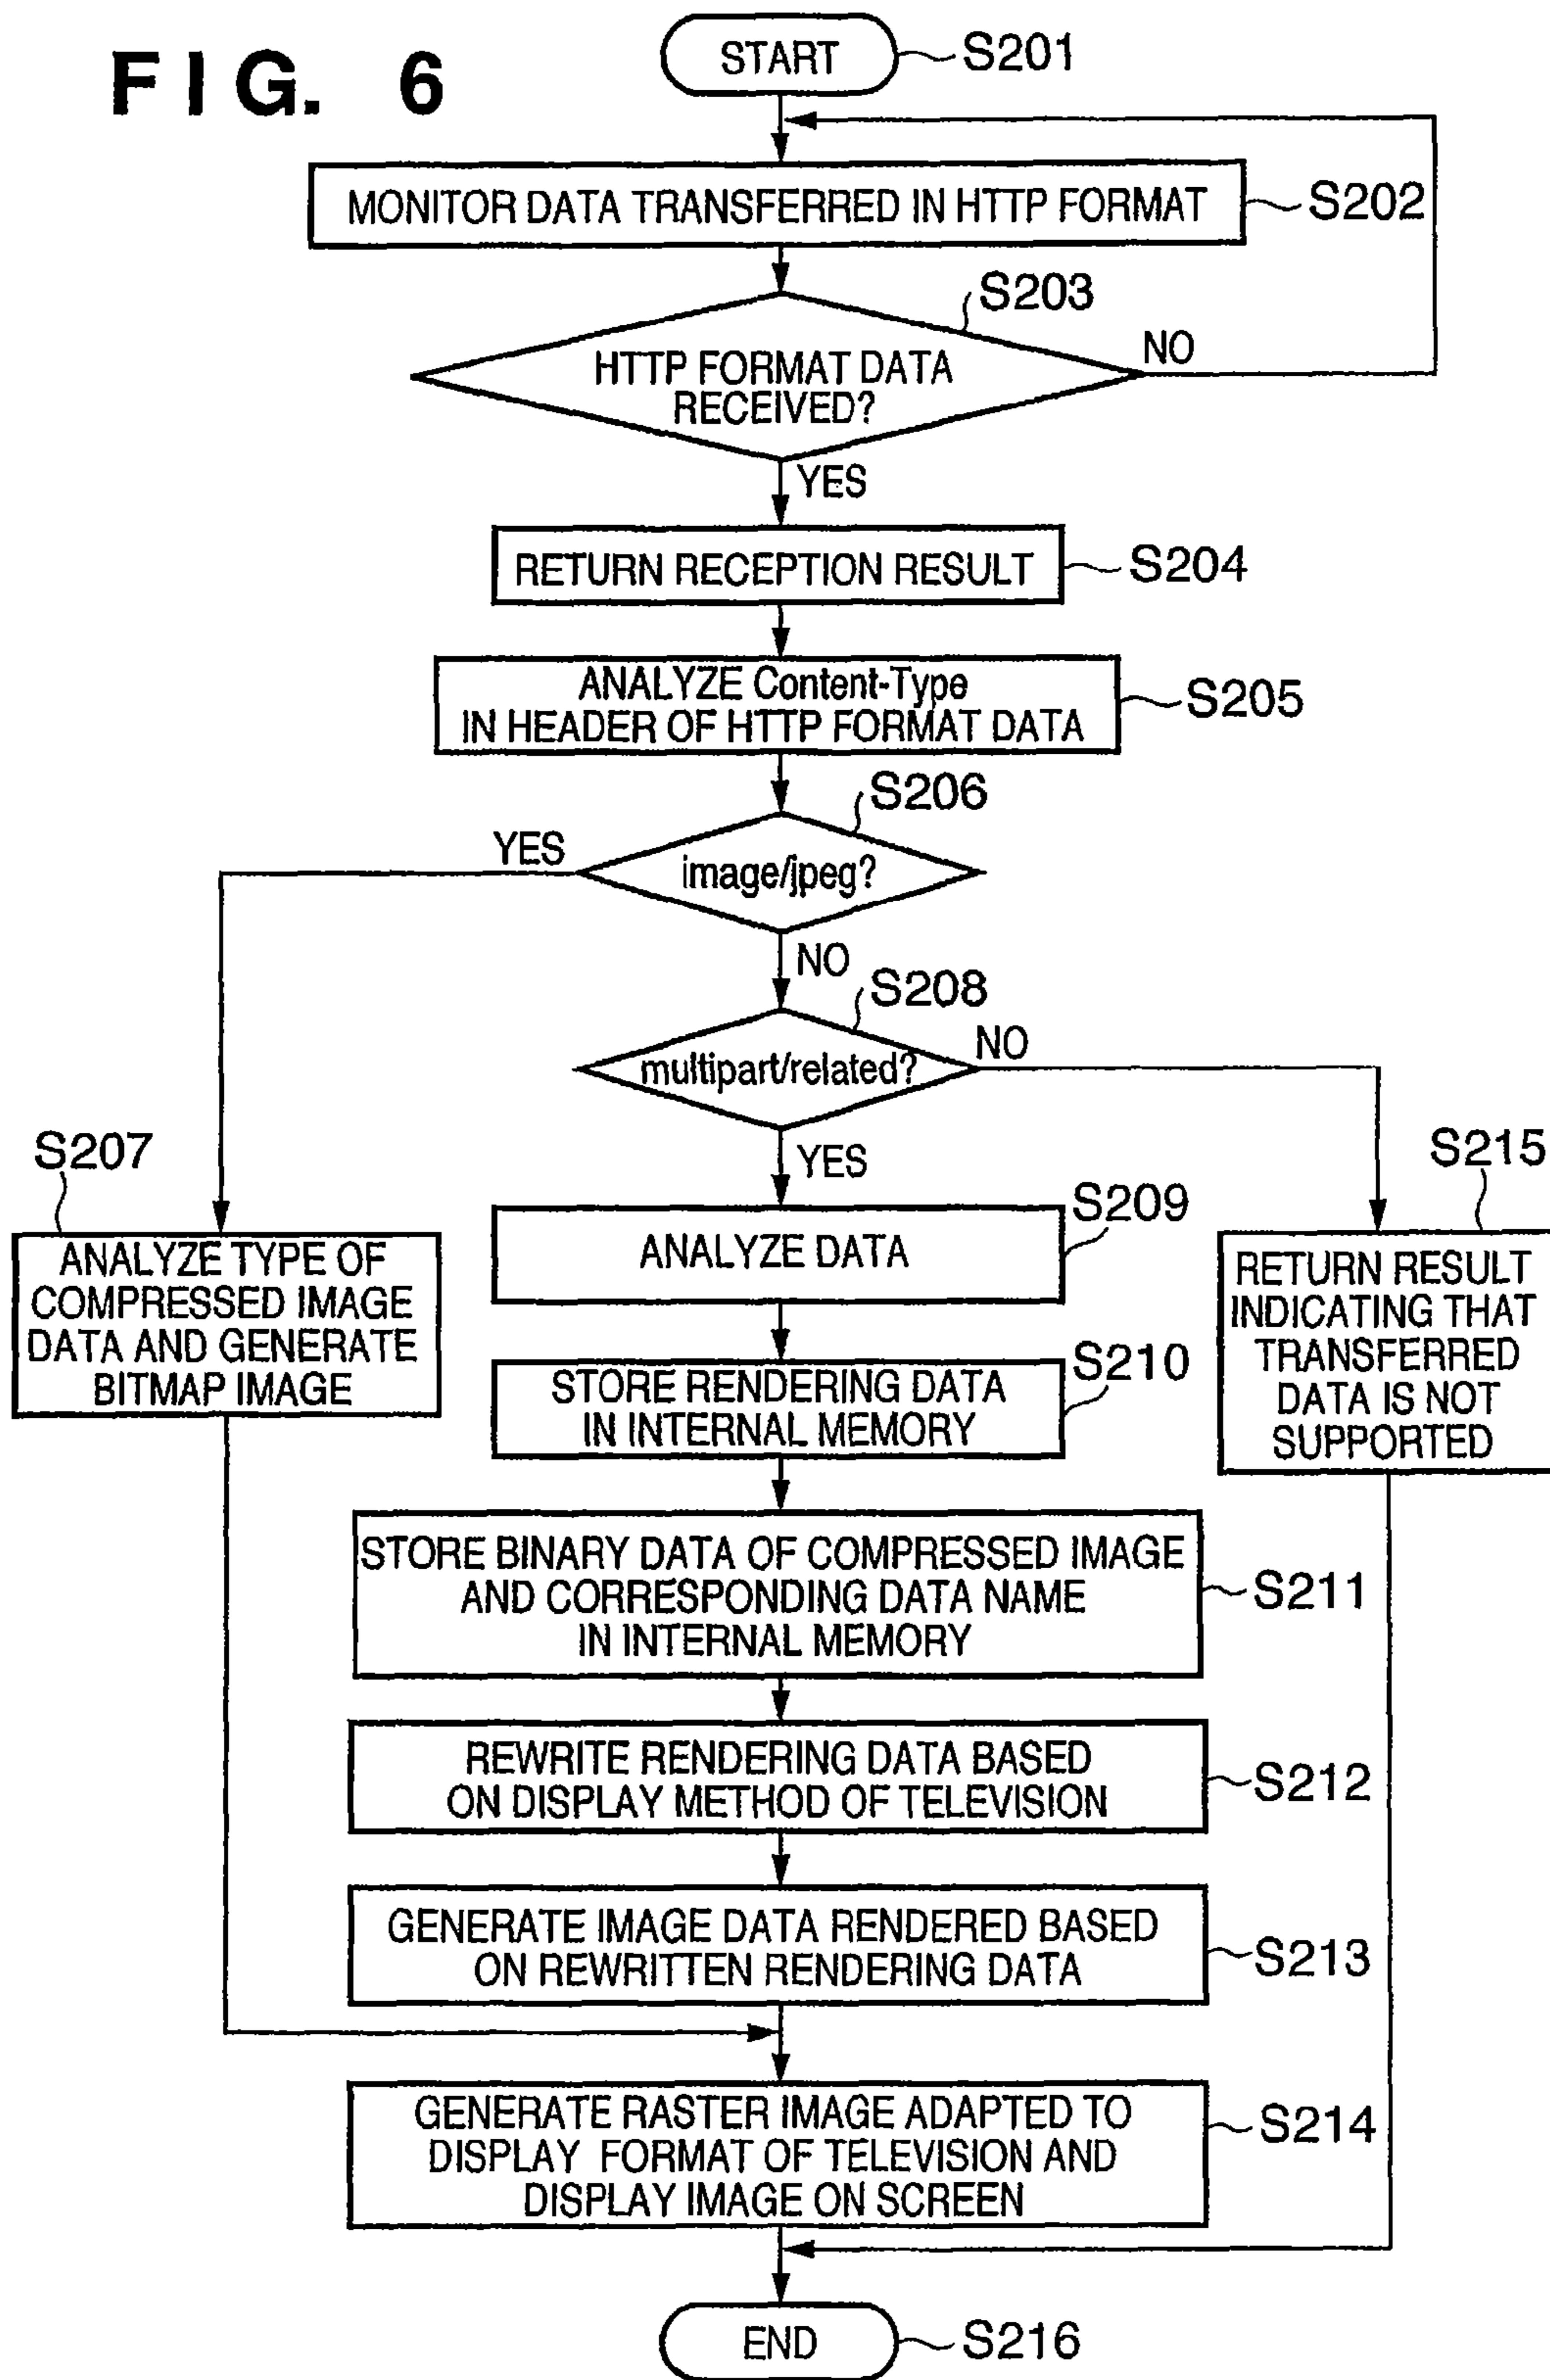 FIG. 6
START
S201
MONITOR DATA TRANSFERRED IN HTTP FORMAT
S202
S203
HTTP FORMAT DATA
RECEIVED?
NO
YES
RETURN RECEPTION RESULT
S204
ANALYZE Content-Type
IN HEADER OF HTTP FORMAT DATA
S205
S206
YES
image/jpeg?
NO
S208
multipart/related?
NO
YES
S207
ANALYZE TYPE OF
COMPRESSED IMAGE
DATA AND GENERATE
BITMAP IMAGE
S209
ANALYZE DATA
S215
RETURN RESULT
INDICATING THAT
TRANSFERRED
DATA IS NOT
SUPPORTED
S210
STORE RENDERING DATA
IN INTERNAL MEMORY
STORE BINARY DATA OF COMPRESSED IMAGE
AND CORRESPONDING DATA NAME
IN INTERNAL MEMORY
S211
REWRITE RENDERING DATA BASED
ON DISPLAY METHOD OF TELEVISION
S212
GENERATE IMAGE DATA RENDERED BASED
ON REWRITTEN RENDERING DATA
S213
GENERATE RASTER IMAGE ADAPTED TO
DISPLAY FORMAT OF TELEVISION AND
DISPLAY IMAGE ON SCREEN
S214
END
S216